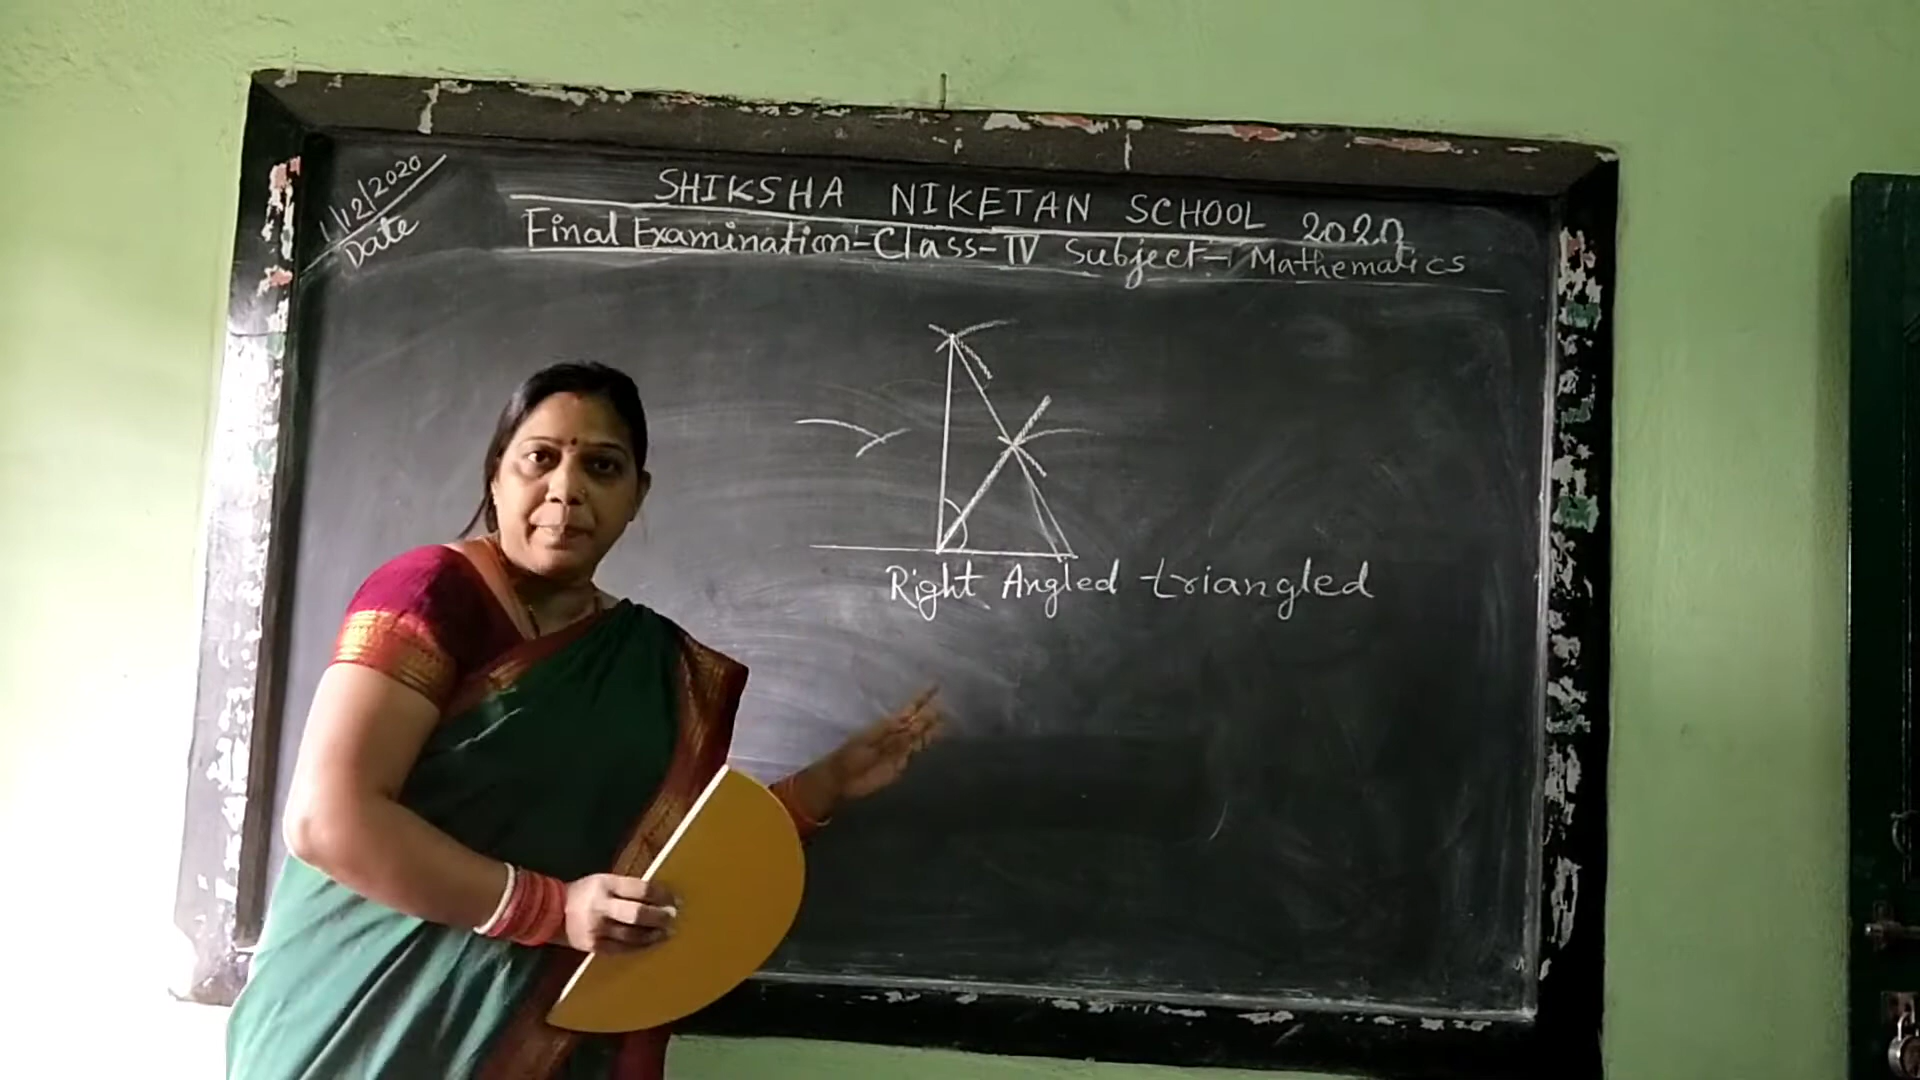 1/12/2020
Date
SHIKSHA NIKETAN SCHOOL 2020
Final Examination-Class-IV Subject- Mathematics
Right Angled triangled